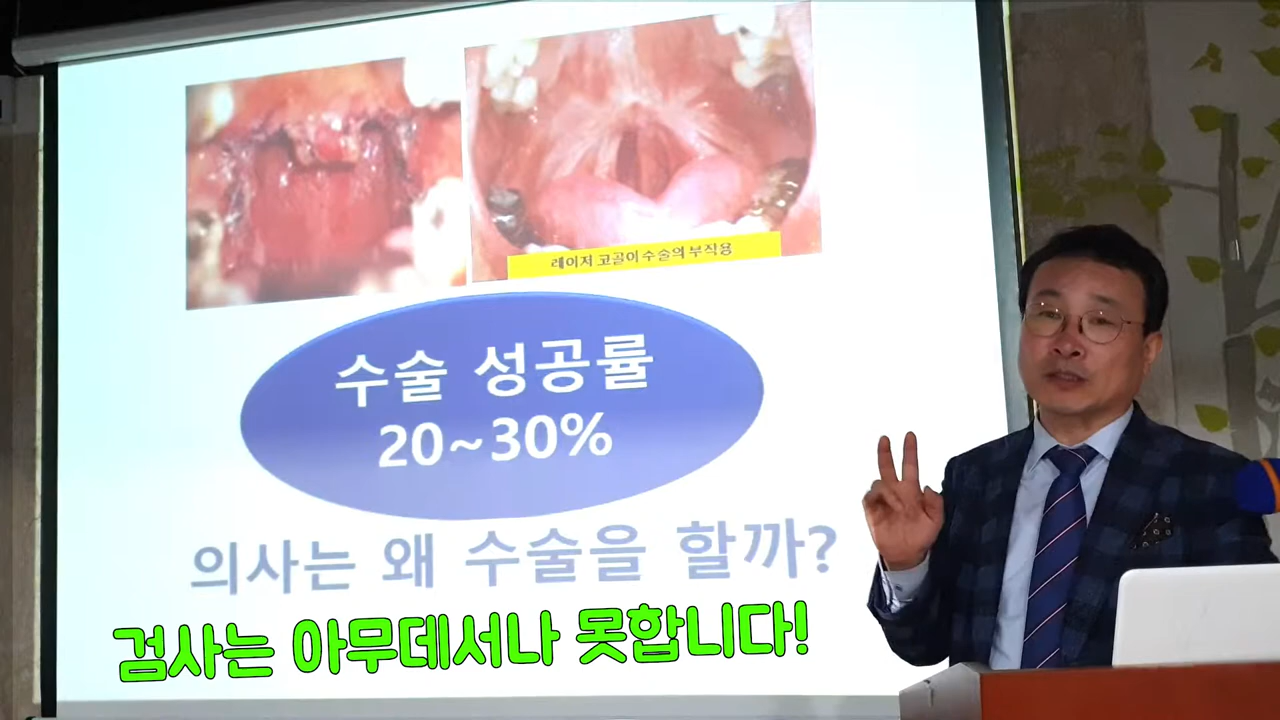 레이저 코골이 수술의 부작용
수술 성공률
20~30%
의사는 왜 수술을 할까?
검사는 아무데서나 못합니다!